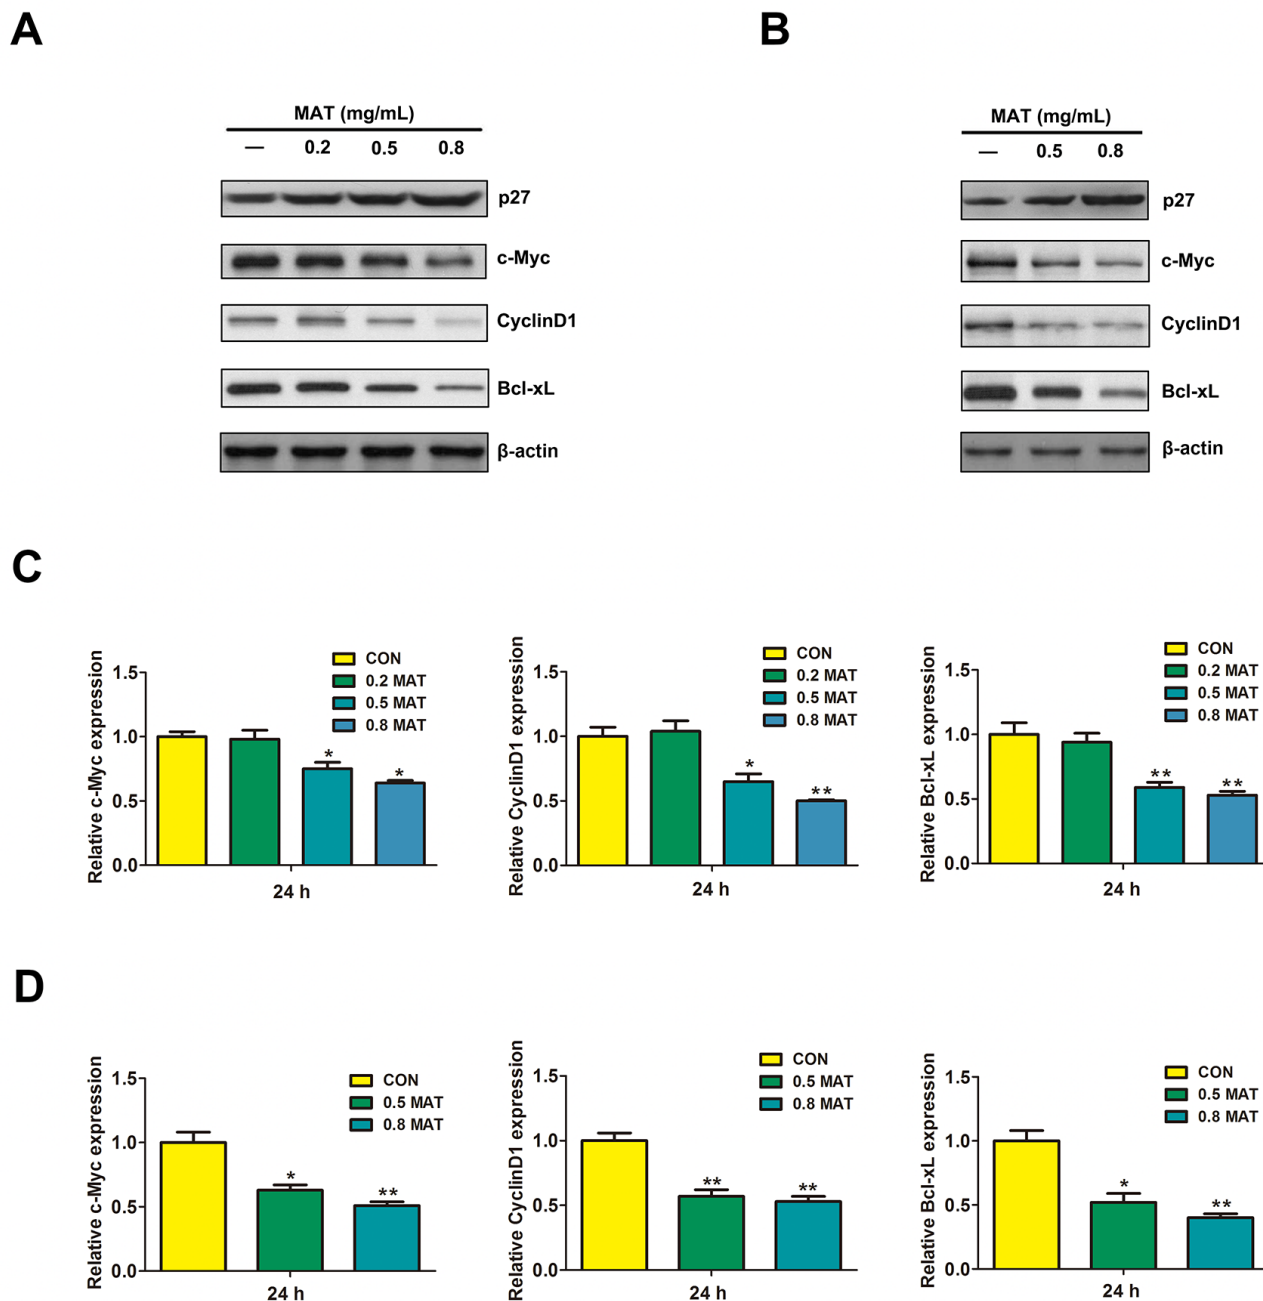 A
B
MAT (mg/mL)
— 0.2 0.5 0.8
p27
c-Myc
CyclinD1
Bcl-xL
β-actin
MAT (mg/mL)
— 0.5 0.8
p27
c-Myc
CyclinD1
Bcl-xL
β-actin
C
Relative c-Myc expression
1.5
1.0
0.5
0.0
CON
0.2 MAT
0.5 MAT
0.8 MAT
* *
24 h
Relative CyclinD1 expression
1.5
1.0
0.5
0.0
CON
0.2 MAT
0.5 MAT
0.8 MAT
* **
24 h
Relative Bcl-xL expression
1.5
1.0
0.5
0.0
CON
0.2 MAT
0.5 MAT
0.8 MAT
** **
24 h
D
Relative c-Myc expression
1.5
1.0
0.5
0.0
CON
0.5 MAT
0.8 MAT
* **
24 h
Relative CyclinD1 expression
1.5
1.0
0.5
0.0
CON
0.5 MAT
0.8 MAT
** **
24 h
Relative Bcl-xL expression
1.5
1.0
0.5
0.0
CON
0.5 MAT
0.8 MAT
* **
24 h